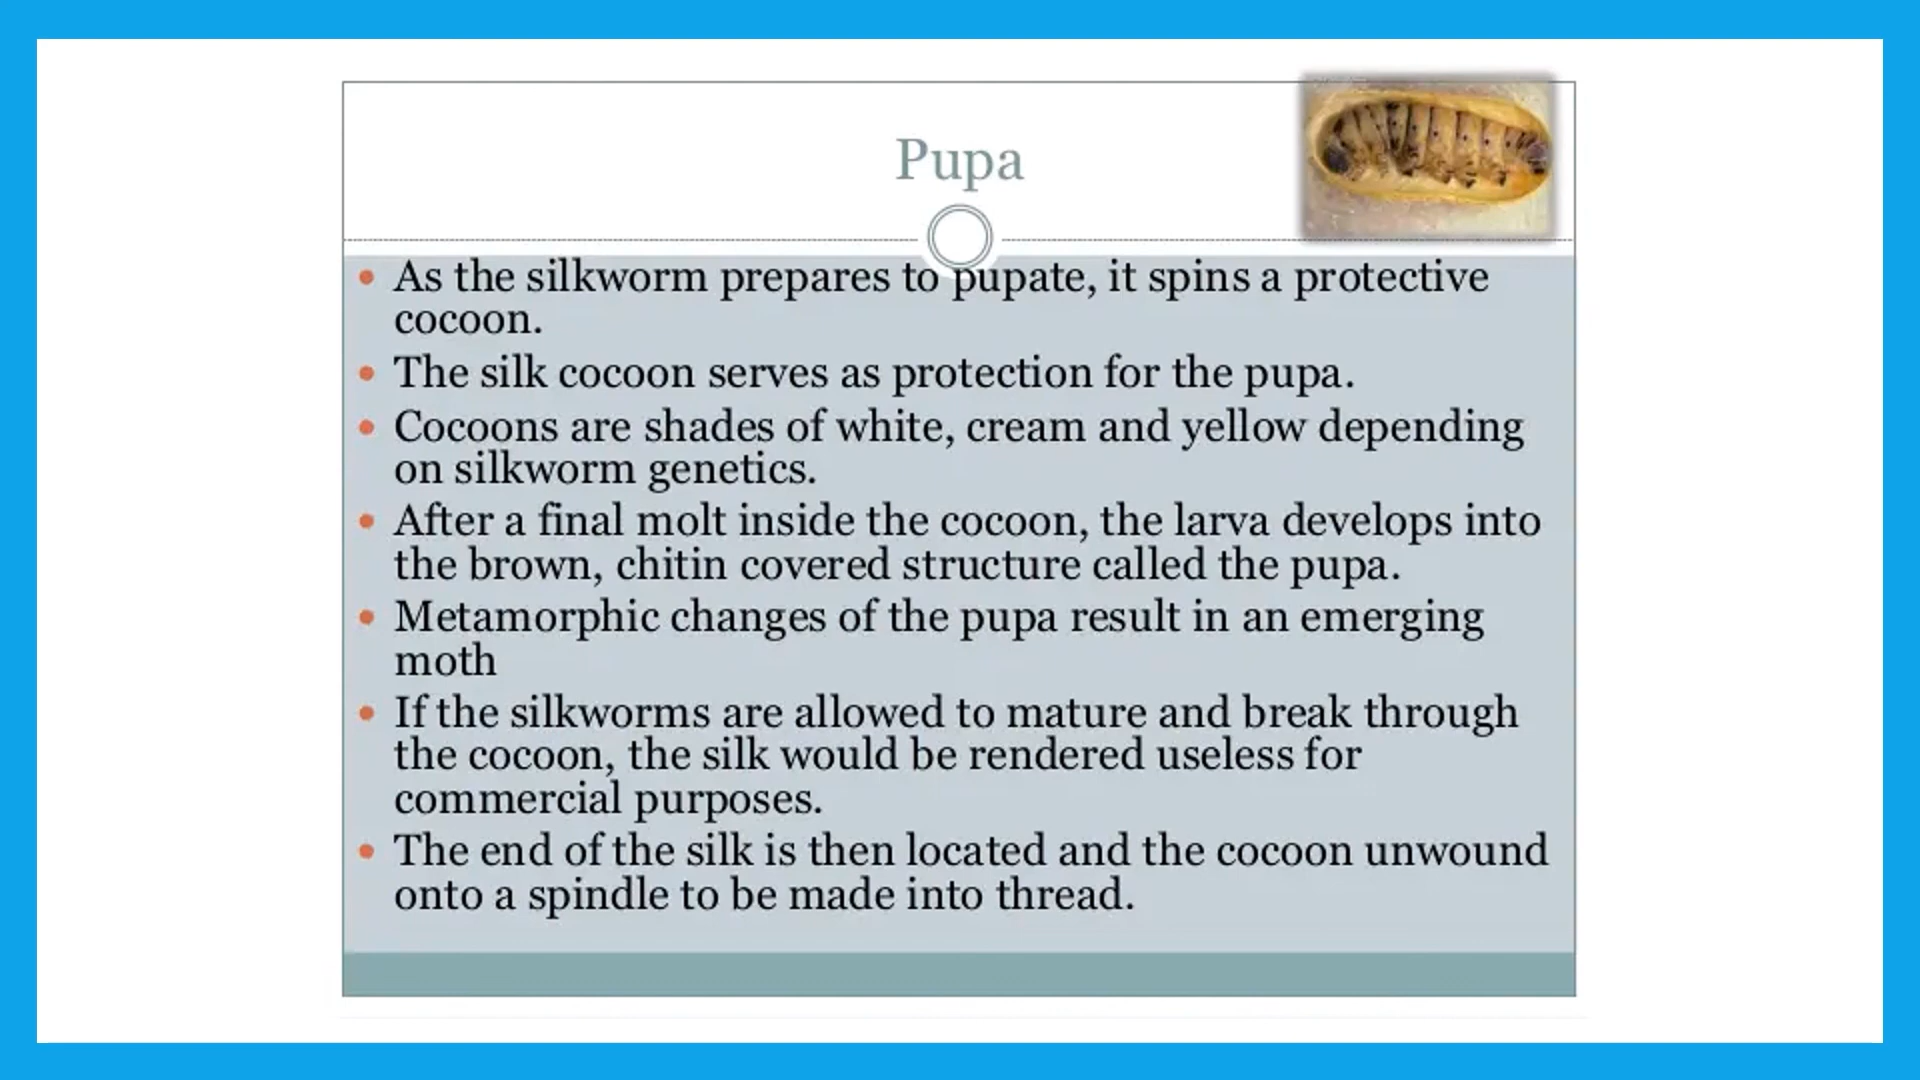 Pupa
• As the silkworm prepares to pupate, it spins a protective
cocoon.
• The silk cocoon serves as protection for the pupa.
• Cocoons are shades of white, cream and yellow depending
on silkworm genetics.
• After a final molt inside the cocoon, the larva develops into
the brown, chitin covered structure called the pupa.
• Metamorphic changes of the pupa result in an emerging
moth
• If the silkworms are allowed to mature and break through
the cocoon, the silk would be rendered useless for
commercial purposes.
• The end of the silk is then located and the cocoon unwound
onto a spindle to be made into thread.